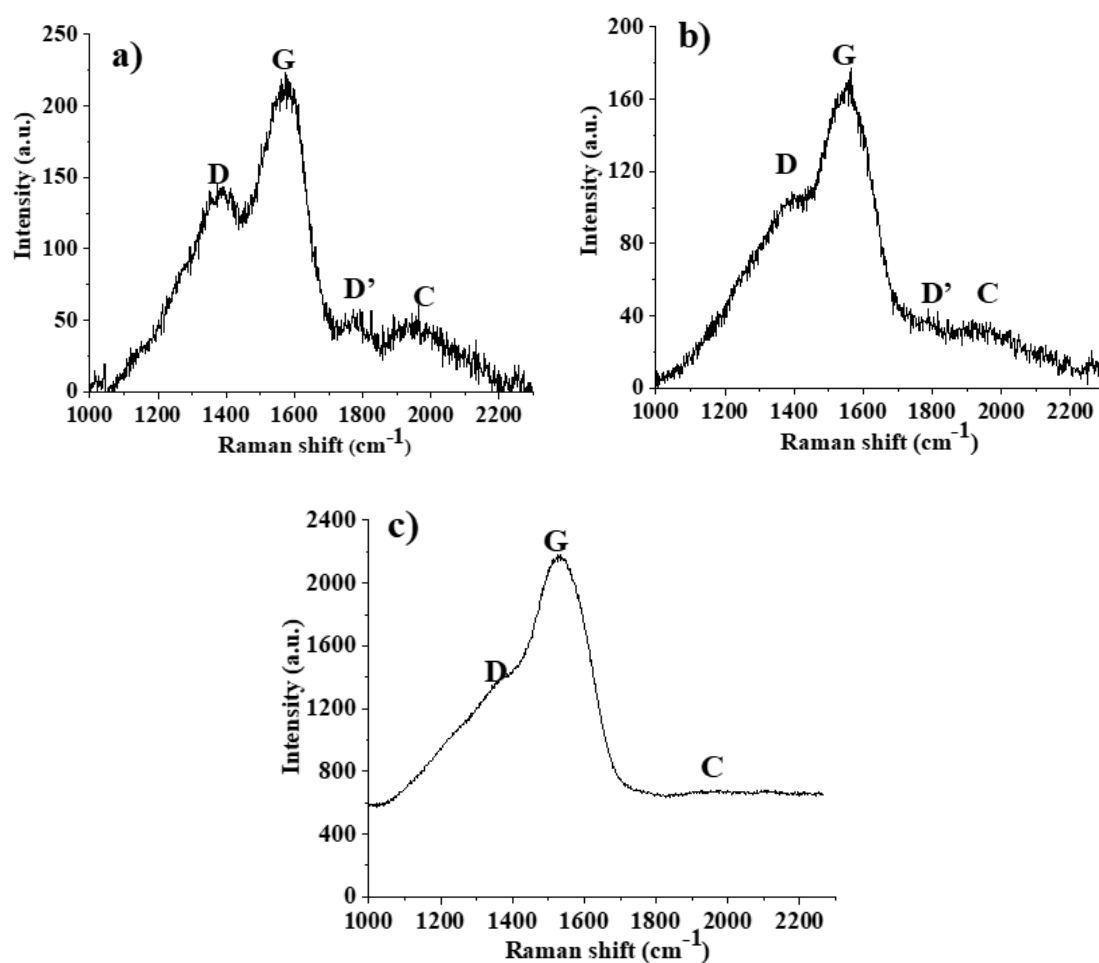 a)
G
D
D’
C
Intensity (a.u.)
250
200
150
100
50
0
1000 1200 1400 1600 1800 2000 2200
Raman shift (cm-1)
b)
G
D
D’
C
Intensity (a.u.)
200
160
120
80
40
0
1000 1200 1400 1600 1800 2000 2200
Raman shift (cm-1)
c)
G
D
C
Intensity (a.u.)
2400
2000
1600
1200
800
400
0
1000 1200 1400 1600 1800 2000 2200
Raman shift (cm-1)